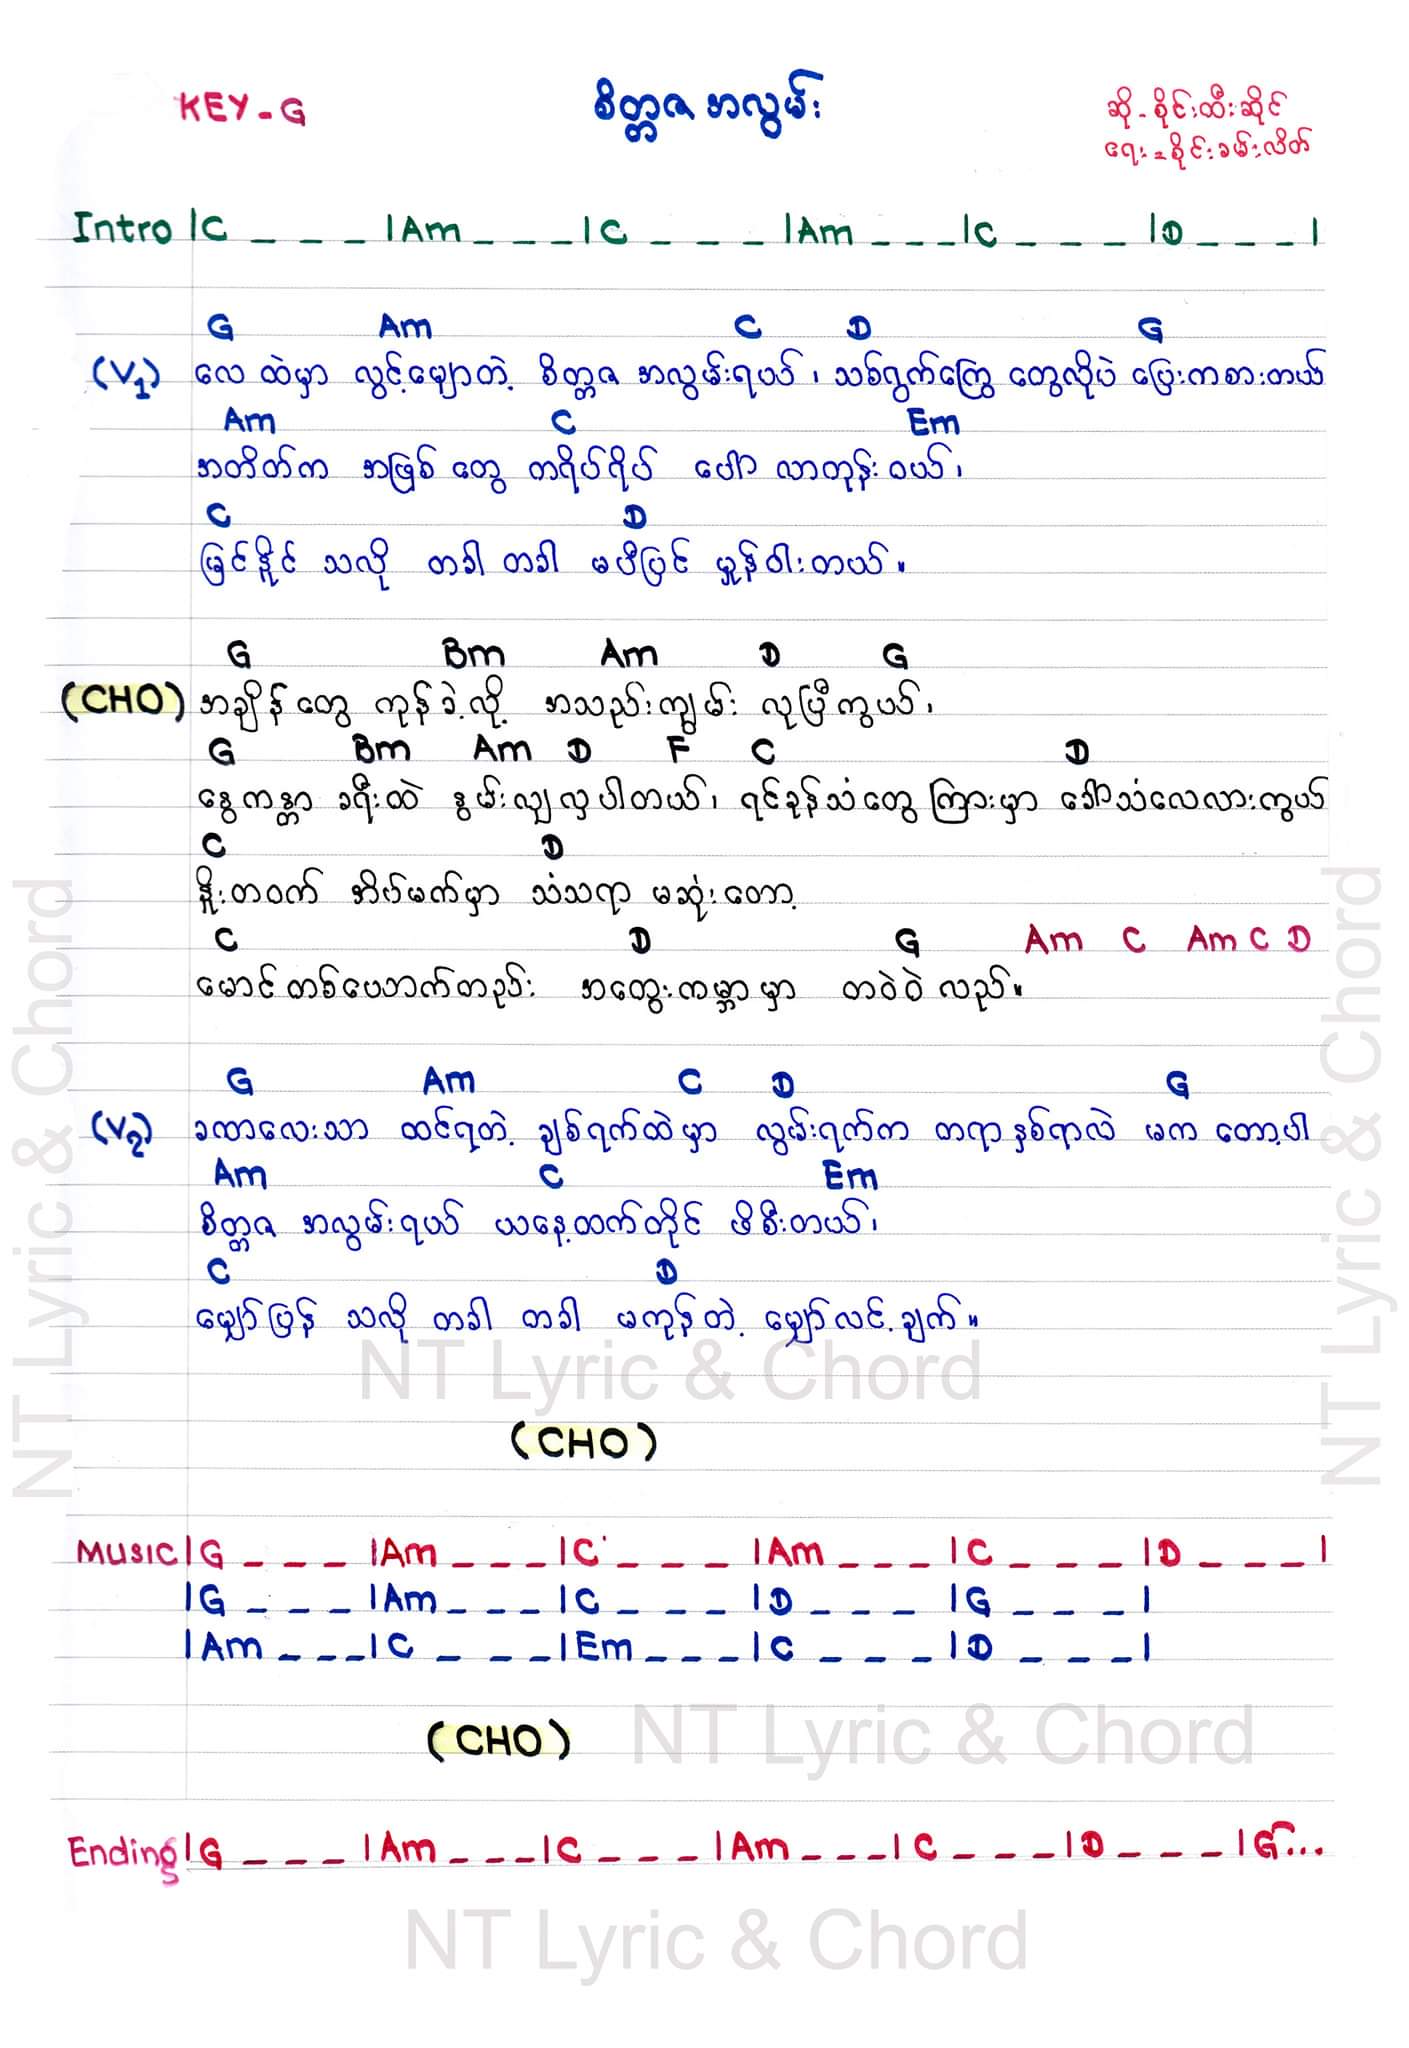 KEY-G
စိတ္တဇ အလွမ်း
ဆို - စိုင်းထီးဆိုင်
ရေး = စိုင်းခမ်းလိတ်
Intro |C _ _ _ |Am _ _ _ |C _ _ _ |Am _ _ _ |C _ _ _ |D _ _ _ |
G Am C D G
(V1) လေ ထဲမှာ လွင့်မျောတဲ့ စိတ္တဇ အလွမ်းရယ်၊ သစ်ရွက်ကြွေ တွေလိုပဲ ပြေးကစားတယ်
Am C Em
အတိတ်က အဖြစ် တွေ တရိပ်ရိပ် ပေါ် လာတုန်းဝယ်၊
C D
မြင်နိုင် သလို တခါ တခါ မပီပြင် မှုန်ဝါးတယ်။
G Bm Am D G
(CHO) အချိန် တွေ ကုန်ခဲ့လို့ အသည်းကျွမ်း လုပြီကွယ်၊
G Bm Am D F C D
နွေကန္တာ ခရီးထဲ နွမ်းလျလှပါတယ်၊ ရင်ခုန်သံတွေ ကြားမှာ ခေါ်သံလေလားကွယ်
C D
နိုးတဝက် အိပ်မက်မှာ သံသရာ မဆုံးတော့
C D G Am C Am C D
မောင်တစ်ယောက်တည်း အတွေးကမ္ဘာမှာ တဝဲဝဲ လည်။
G Am C D G
(V2) ခဏလေးသာ ထင်ရတဲ့ ချစ်ရက်ထဲမှာ လွမ်းရက်က တရာ နှစ်ရာလဲ မက တော့ပါ
Am C Em
စိတ္တဇ အလွမ်းရယ် ယနေ့ထက်တိုင် ဖိစီးတယ်၊
C D
မျှော်ပြန် သလို တခါ တခါ မကုန်တဲ့ မျှော်လင့်ချက်။
(CHO)
MUSIC |G _ _ _ |Am _ _ _ |C _ _ _ |Am _ _ _ |C _ _ _ |D _ _ _ |
|G _ _ _ |Am _ _ _ |C _ _ _ |D _ _ _ |G _ _ _ |
|Am _ _ _ |C _ _ _ |Em _ _ _ |C _ _ _ |D _ _ _ |
(CHO)
Ending |G _ _ _ |Am _ _ _ |C _ _ _ |Am _ _ _ |C _ _ _ |D _ _ _ |G...
NT Lyric & Chord
NT Lyric & Chord
NT Lyric & Chord
NT Lyric & Chord
NT Lyric & Chord